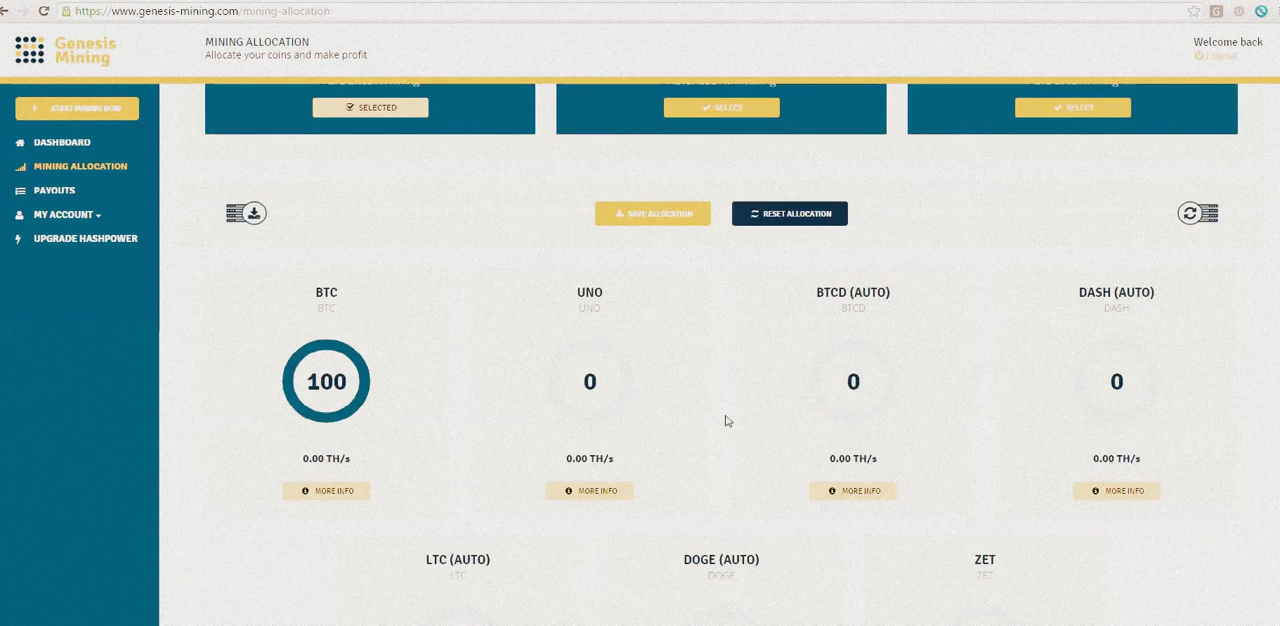 https://www.genesis-mining.com/mining-allocation
Genesis
Mining
MINING ALLOCATION
Allocate your coins and make profit
Welcome back
Logout
START MINING NOW
DASHBOARD
MINING ALLOCATION
PAYOUTS
MY ACCOUNT
UPGRADE HASHPOWER
SELECTED
SELECT
SELECT
SAVE ALLOCATION
RESET ALLOCATION
BTC
BTC
100
0.00 TH/s
MORE INFO
UNO
UNO
0
0.00 TH/s
MORE INFO
BTCD (AUTO)
BTCD
0
0.00 TH/s
MORE INFO
DASH (AUTO)
DASH
0
0.00 TH/s
MORE INFO
LTC (AUTO)
LTC
DOGE (AUTO)
DOGE
ZET
ZET